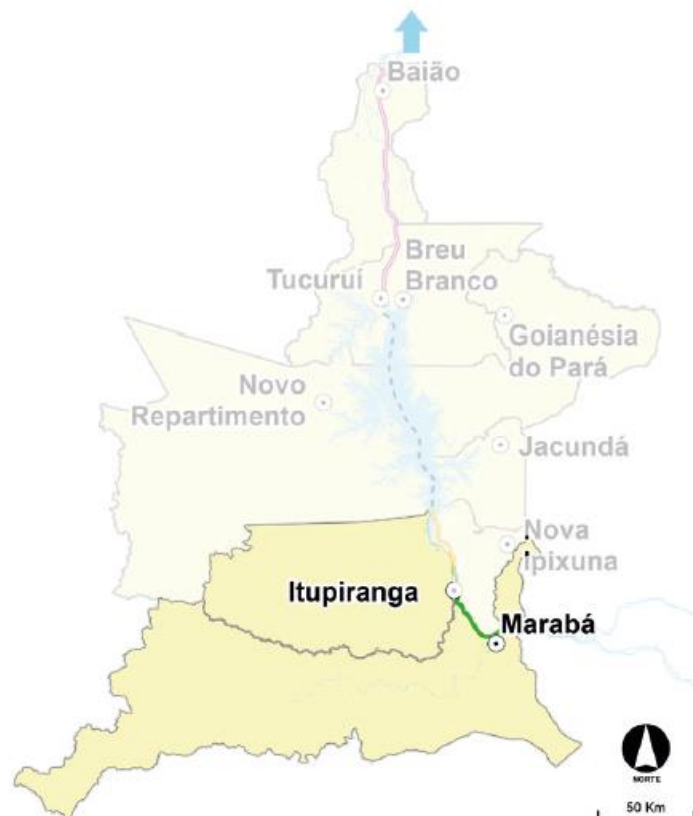 Baião
Breu
Branco
Tucuruí
Goianésia
do Pará
Novo
Repartimento
Jacundá
Nova
Ipixuna
Itupiranga
Marabá
NORTE
50 Km